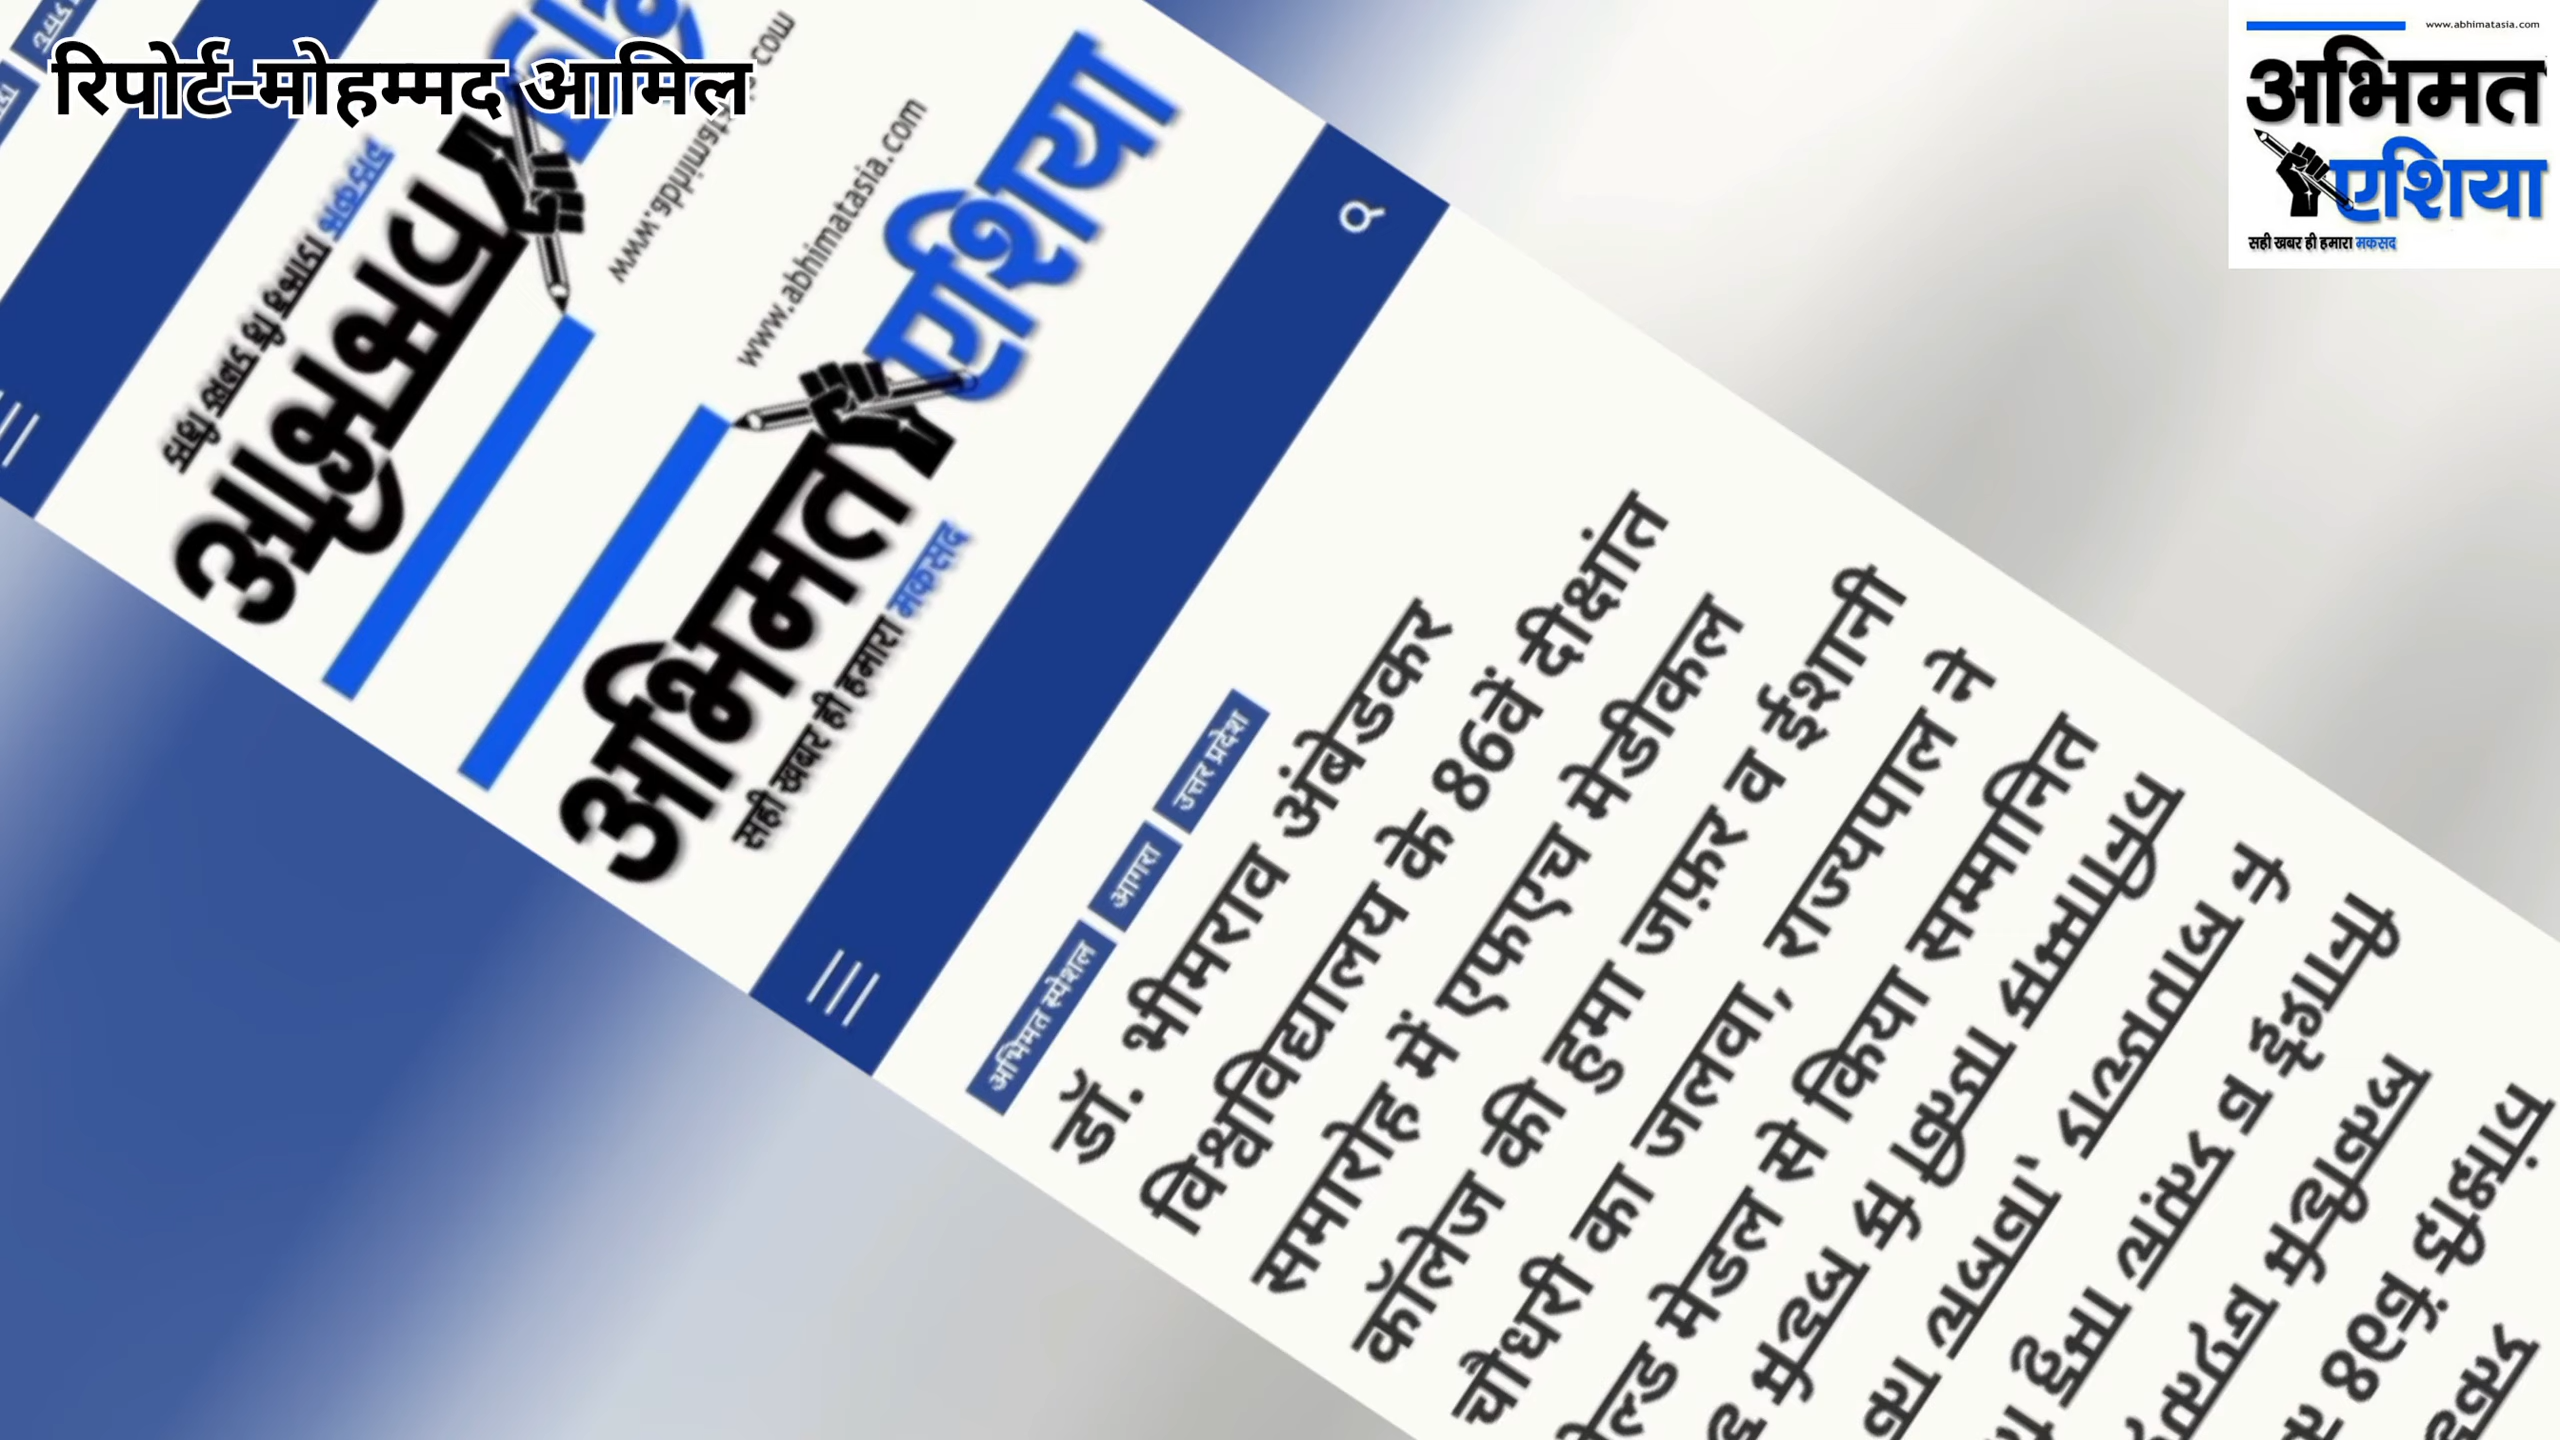 रिपोर्ट-मोहम्मद आमिल
www.abhimatasia.com
अभिमत
एशिया
सही खबर ही हमारा मकसद
www.abhimatasia.com
अभिमत एशिया
सही खबर ही हमारा मकसद
अभिमत स्पेशल आगरा उत्तर प्रदेश
डॉ. भीमराव अंबेडकर
विश्वविद्यालय के 86वें दीक्षांत
समारोह में एफएच मेडीकल
कॉलेज की हुमा जफ़र व ईशानी
चौधरी का जलवा, राज्यपाल ने
मेडल से किया सम्मानित